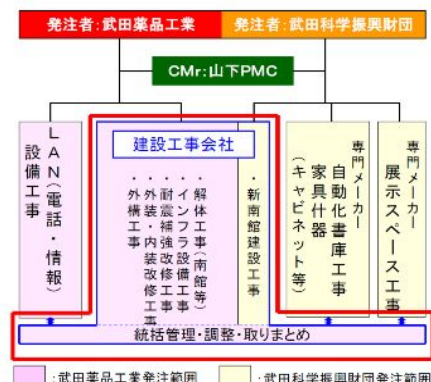 発注者:武田薬品工業
発注者:武田科学振興財団
CMr:山下PMC
LAN(電話・情報)
設備工事
建設工事会社
・解体工事(南館等)
・インフラ設備工事
・耐震補強改修工事
・外装・内装改修工事
・外構工事
・新南館建設工事
専門メーカー
自動化書庫工事
家具什器
(キャビネット等)
専門メーカー
展示スペース工事
統括管理・調整・取りまとめ
:武田薬品工業発注範囲
:武田科学振興財団発注範囲